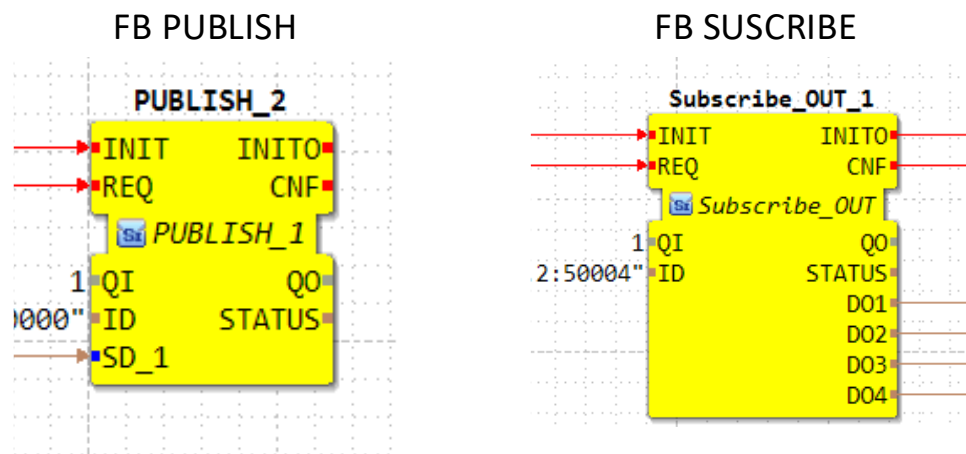 FB PUBLISH
PUBLISH_2
INIT INITO
REQ CNF
PUBLISH_1
1 QI QO
0000" ID STATUS
SD_1
FB SUSCRIBE
Subscribe_OUT_1
INIT INITO
REQ CNF
Subscribe_OUT
1 QI QO
2:50004" ID STATUS
DO1
DO2
DO3
DO4